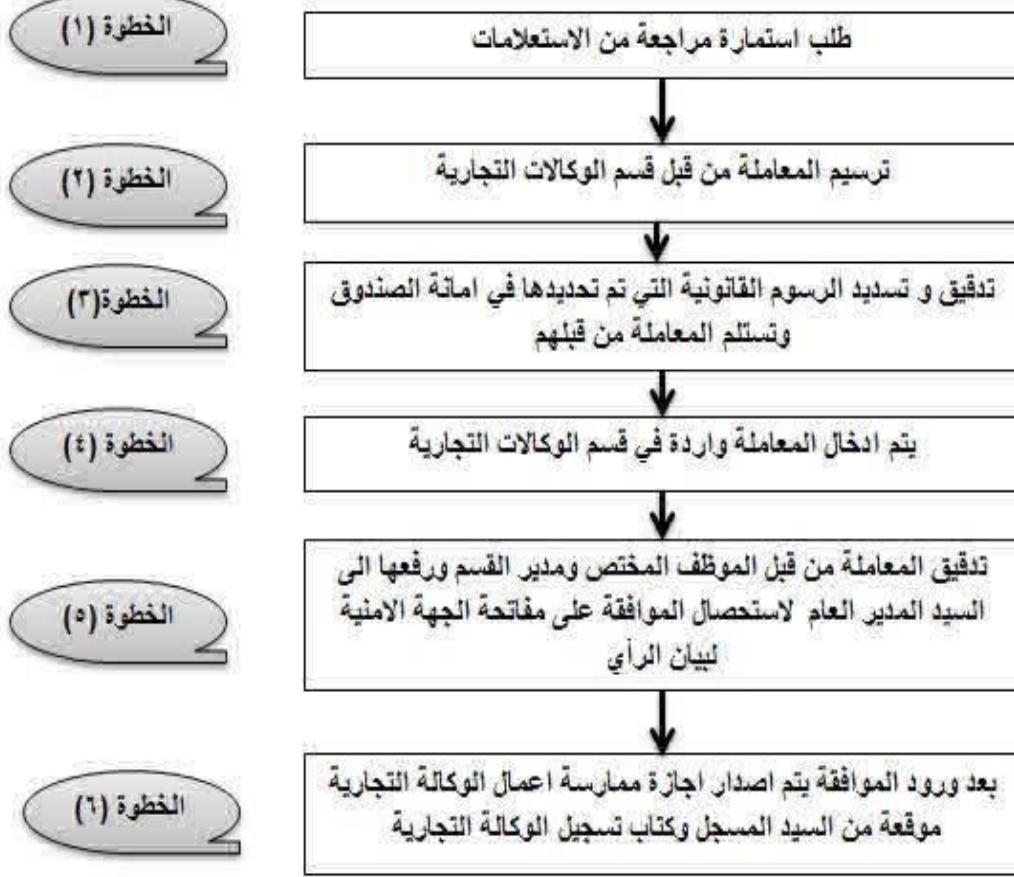 الخطوة (١)
طلب استمارة مراجعة من الاستعلامات
الخطوة (٢)
ترسيم المعاملة من قبل قسم الوكالات التجارية
الخطوة(٣)
تدقيق و تسديد الرسوم القانونية التي تم تحديدها في امانة الصندوق
وتستلم المعاملة من قبلهم
الخطوة (٤)
يتم ادخال المعاملة واردة في قسم الوكالات التجارية
الخطوة (٥)
تدقيق المعاملة من قبل الموظف المختص ومدير القسم ورفعها الى
السيد المدير العام لاستحصال الموافقة على مفاتحة الجهة الامنية
لبيان الرأي
الخطوة (٦)
بعد ورود الموافقة يتم اصدار اجازة ممارسة اعمال الوكالة التجارية
موقعة من السيد المسجل وكتاب تسجيل الوكالة التجارية